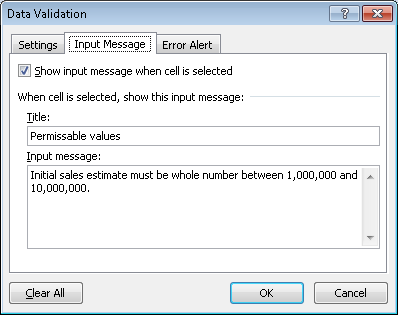 Data Validation
Settings
Input Message
Error Alert
Show input message when cell is selected
When cell is selected, show this input message:
Title:
Permissable values
Input message:
Initial sales estimate must be whole number between 1,000,000 and
10,000,000.
Clear All
OK
Cancel